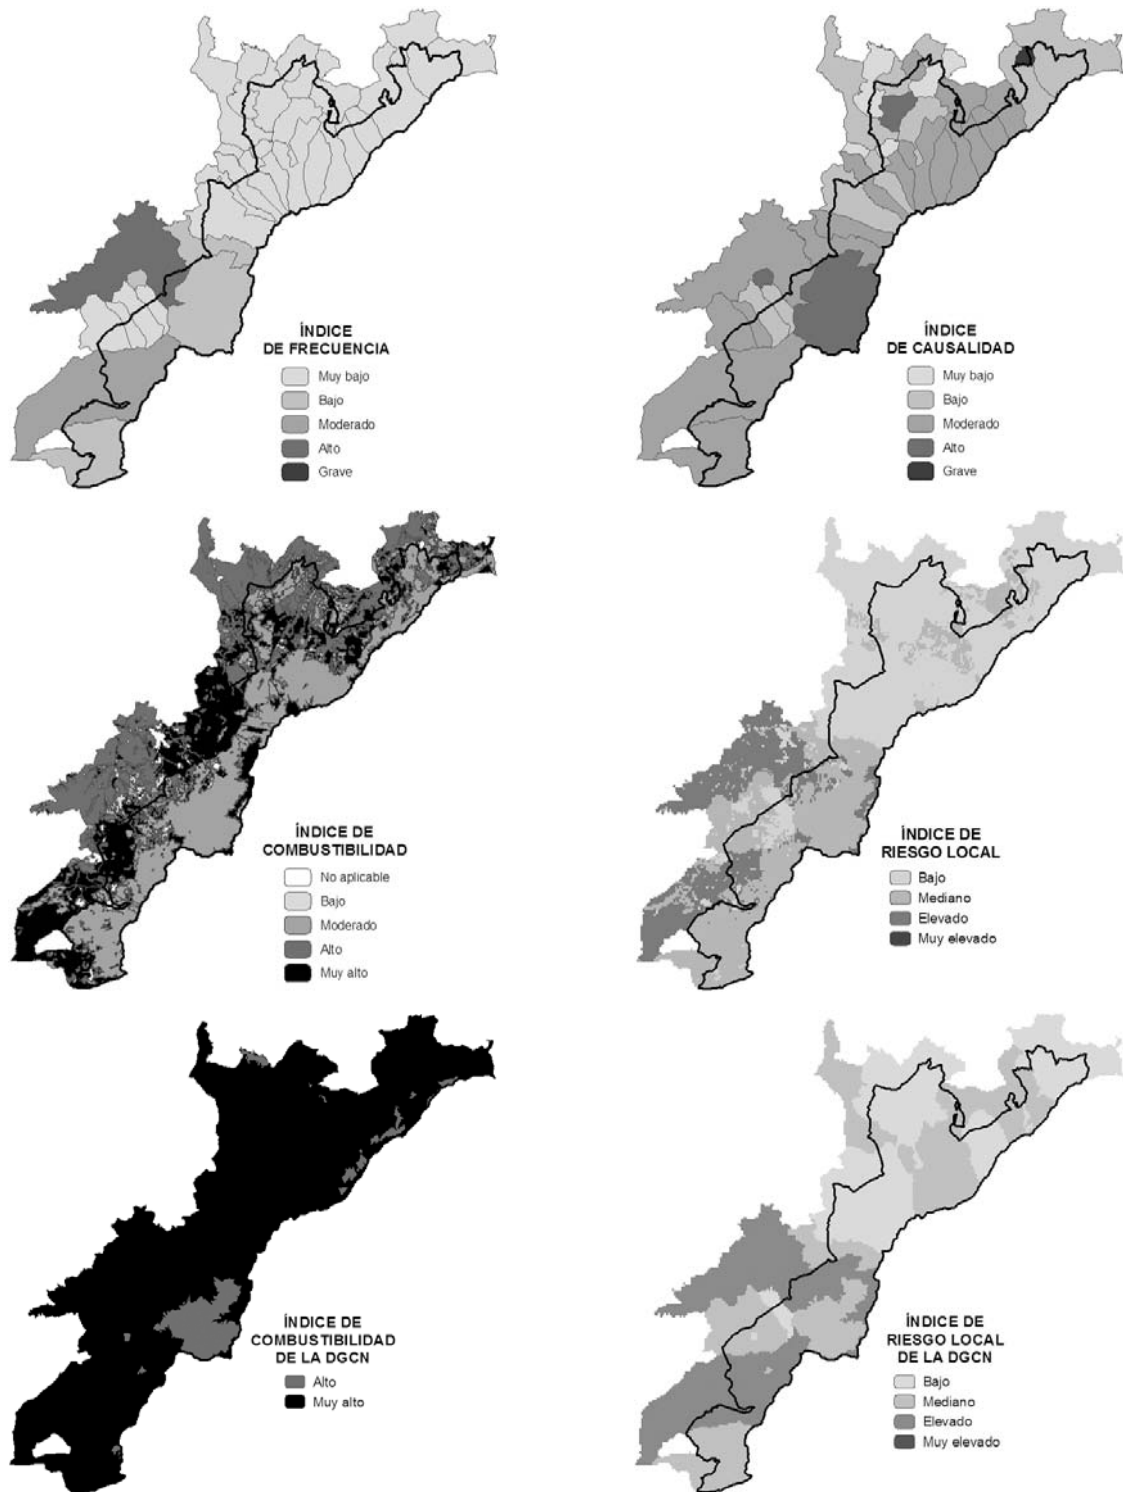 ÍNDICE
DE FRECUENCIA
Muy bajo
Bajo
Moderado
Alto
Grave
ÍNDICE
DE CAUSALIDAD
Muy bajo
Bajo
Moderado
Alto
Grave
ÍNDICE DE
COMBUSTIBILIDAD
No aplicable
Bajo
Moderado
Alto
Muy alto
ÍNDICE DE
RIESGO LOCAL
Bajo
Mediano
Elevado
Muy elevado
ÍNDICE DE
COMBUSTIBILIDAD
DE LA DGCN
Alto
Muy alto
ÍNDICE DE
RIESGO LOCAL
DE LA DGCN
Bajo
Mediano
Elevado
Muy elevado